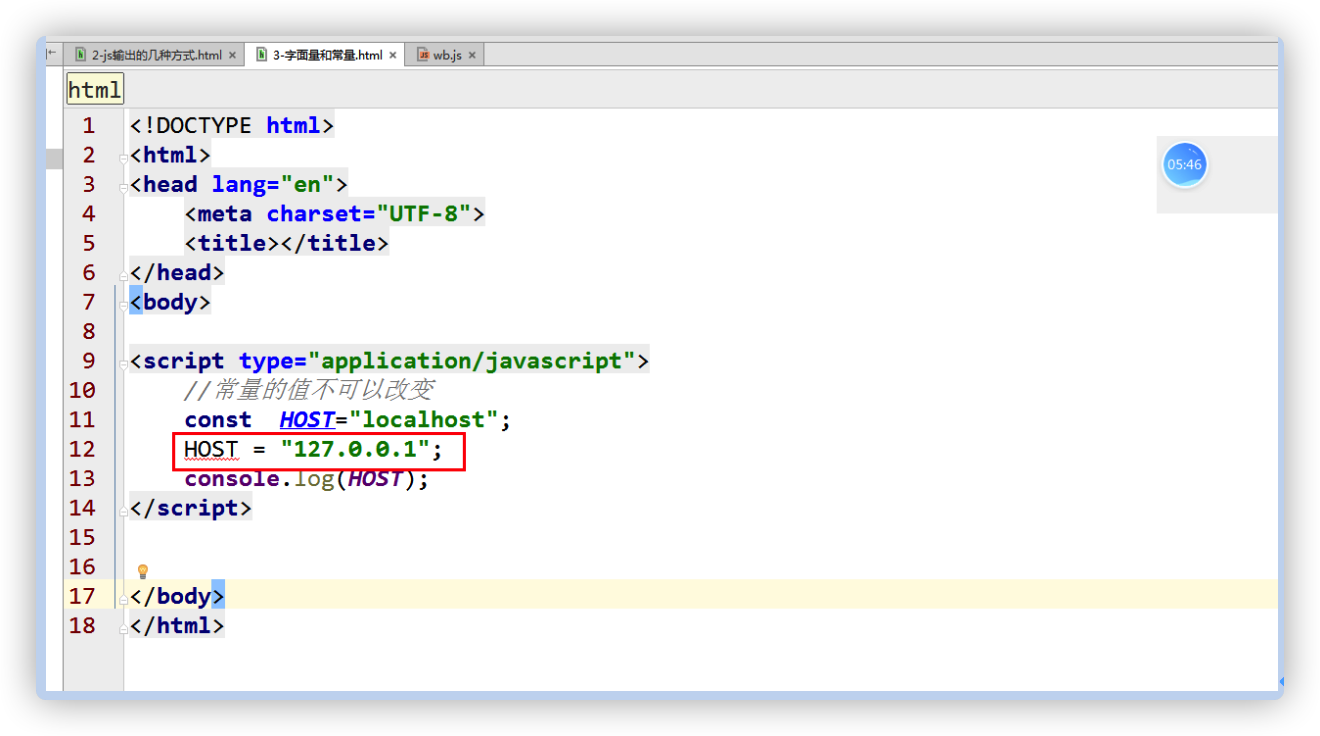 2-js输出的几种方式.html × 3-字面量和常量.html × wb.js ×
html
1 <!DOCTYPE html>
2 <html>
3 <head lang="en">
4 <meta charset="UTF-8">
5 <title></title>
6 </head>
7 <body>
8
9 <script type="application/javascript">
10 //常量的值不可以改变
11 const HOST="localhost";
12 HOST = "127.0.0.1";
13 console.log(HOST);
14 </script>
15
16
17 </body>
18 </html>
05:46